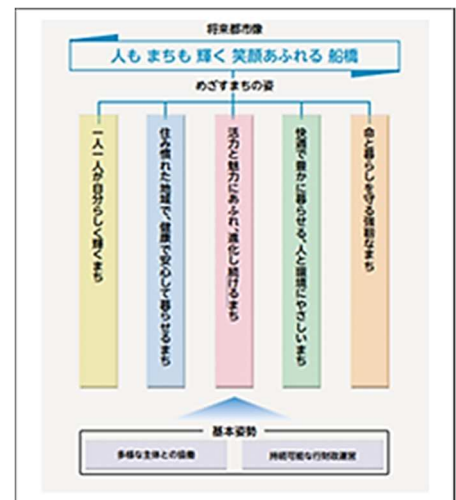 将来都市像
人も まちも 輝く 笑顔あふれる 船橋
めざすまちの姿
一人一人が自分らしく輝くまち
住み慣れた地域で、健康で安心して暮らせるまち
活力と魅力にあふれ、進化し続けるまち
快適で豊かに暮らせる、人と環境にやさしいまち
命と暮らしを守る強靭なまち
基本姿勢
多様な主体との協働
持続可能な行財政運営